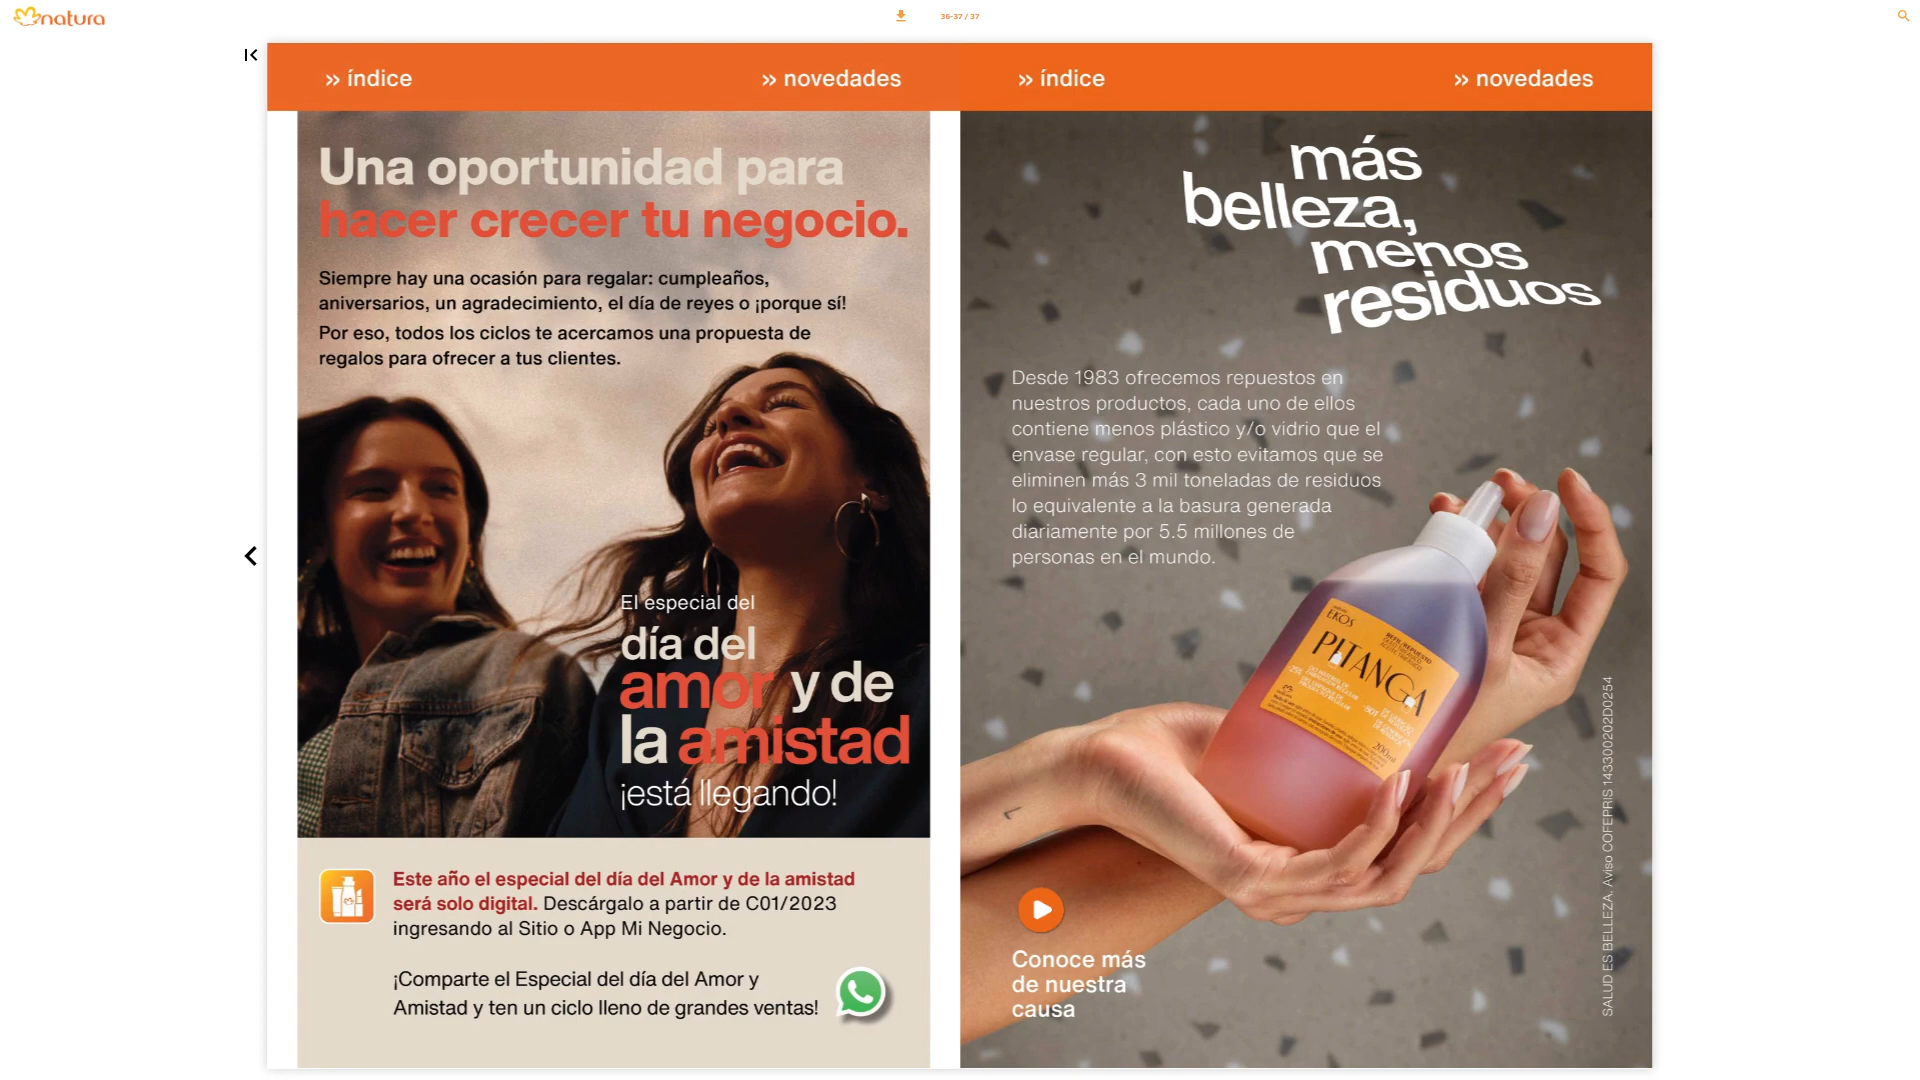 natura
36-37 / 37
» índice
» novedades
Una oportunidad para
hacer crecer tu negocio.
Siempre hay una ocasión para regalar: cumpleaños,
aniversarios, un agradecimiento, el día de reyes o ¡porque sí!
Por eso, todos los ciclos te acercamos una propuesta de
regalos para ofrecer a tus clientes.
El especial del
día del
amor y de
la amistad
¡está llegando!
Este año el especial del día del Amor y de la amistad
será solo digital. Descárgalo a partir de C01/2023
ingresando al Sitio o App Mi Negocio.
¡Comparte el Especial del día del Amor y
Amistad y ten un ciclo lleno de grandes ventas!
» índice
» novedades
más
belleza,
menos
residuos
Desde 1983 ofrecemos repuestos en
nuestros productos, cada uno de ellos
contiene menos plástico y/o vidrio que el
envase regular, con esto evitamos que se
eliminen más 3 mil toneladas de residuos
lo equivalente a la basura generada
diariamente por 5.5 millones de
personas en el mundo.
EKOS
PITANGA
REFIL/REPUESTO
200ml
Conoce más
de nuestra
causa
SALUD ES BELLEZA. Aviso COFEPRIS 14330020​2D0254